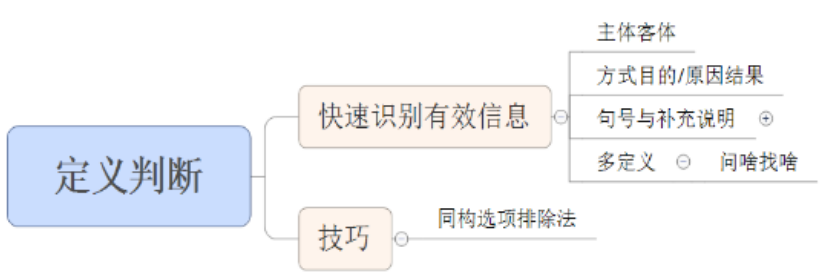 定义判断
快速识别有效信息
主体客体
方式目的/原因结果
句号与补充说明
多定义
问啥找啥
技巧
同构选项排除法